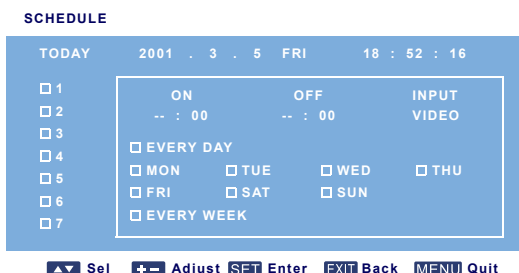 SCHEDULE
TODAY 2001 . 3 . 5 FRI 18 : 52 : 16
1
2
3
4
5
6
7
ON OFF INPUT
-- : 00 -- : 00 VIDEO
EVERY DAY
MON TUE WED THU
FRI SAT SUN
EVERY WEEK
Sel + - Adjust SET Enter EXIT Back MENU Quit